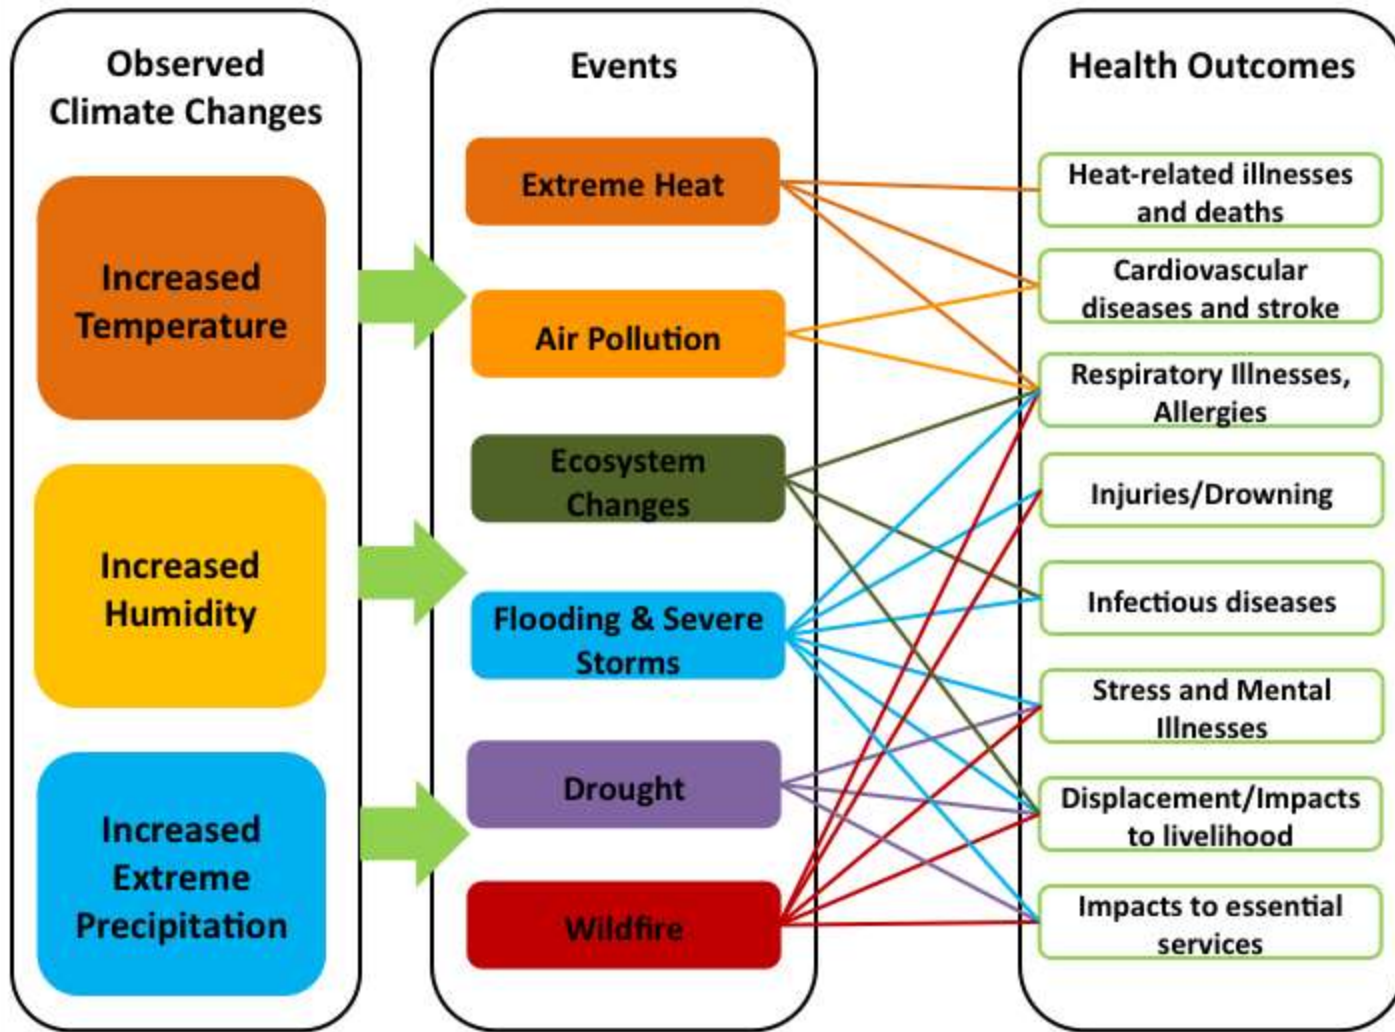 Observed
Climate Changes
Increased
Temperature
Increased
Humidity
Increased
Extreme
Precipitation
Events
Extreme Heat
Air Pollution
Ecosystem
Changes
Flooding & Severe
Storms
Drought
Wildfire
Health Outcomes
Heat-related illnesses
and deaths
Cardiovascular
diseases and stroke
Respiratory Illnesses,
Allergies
Injuries/Drowning
Infectious diseases
Stress and Mental
Illnesses
Displacement/Impacts
to livelihood
Impacts to essential
services